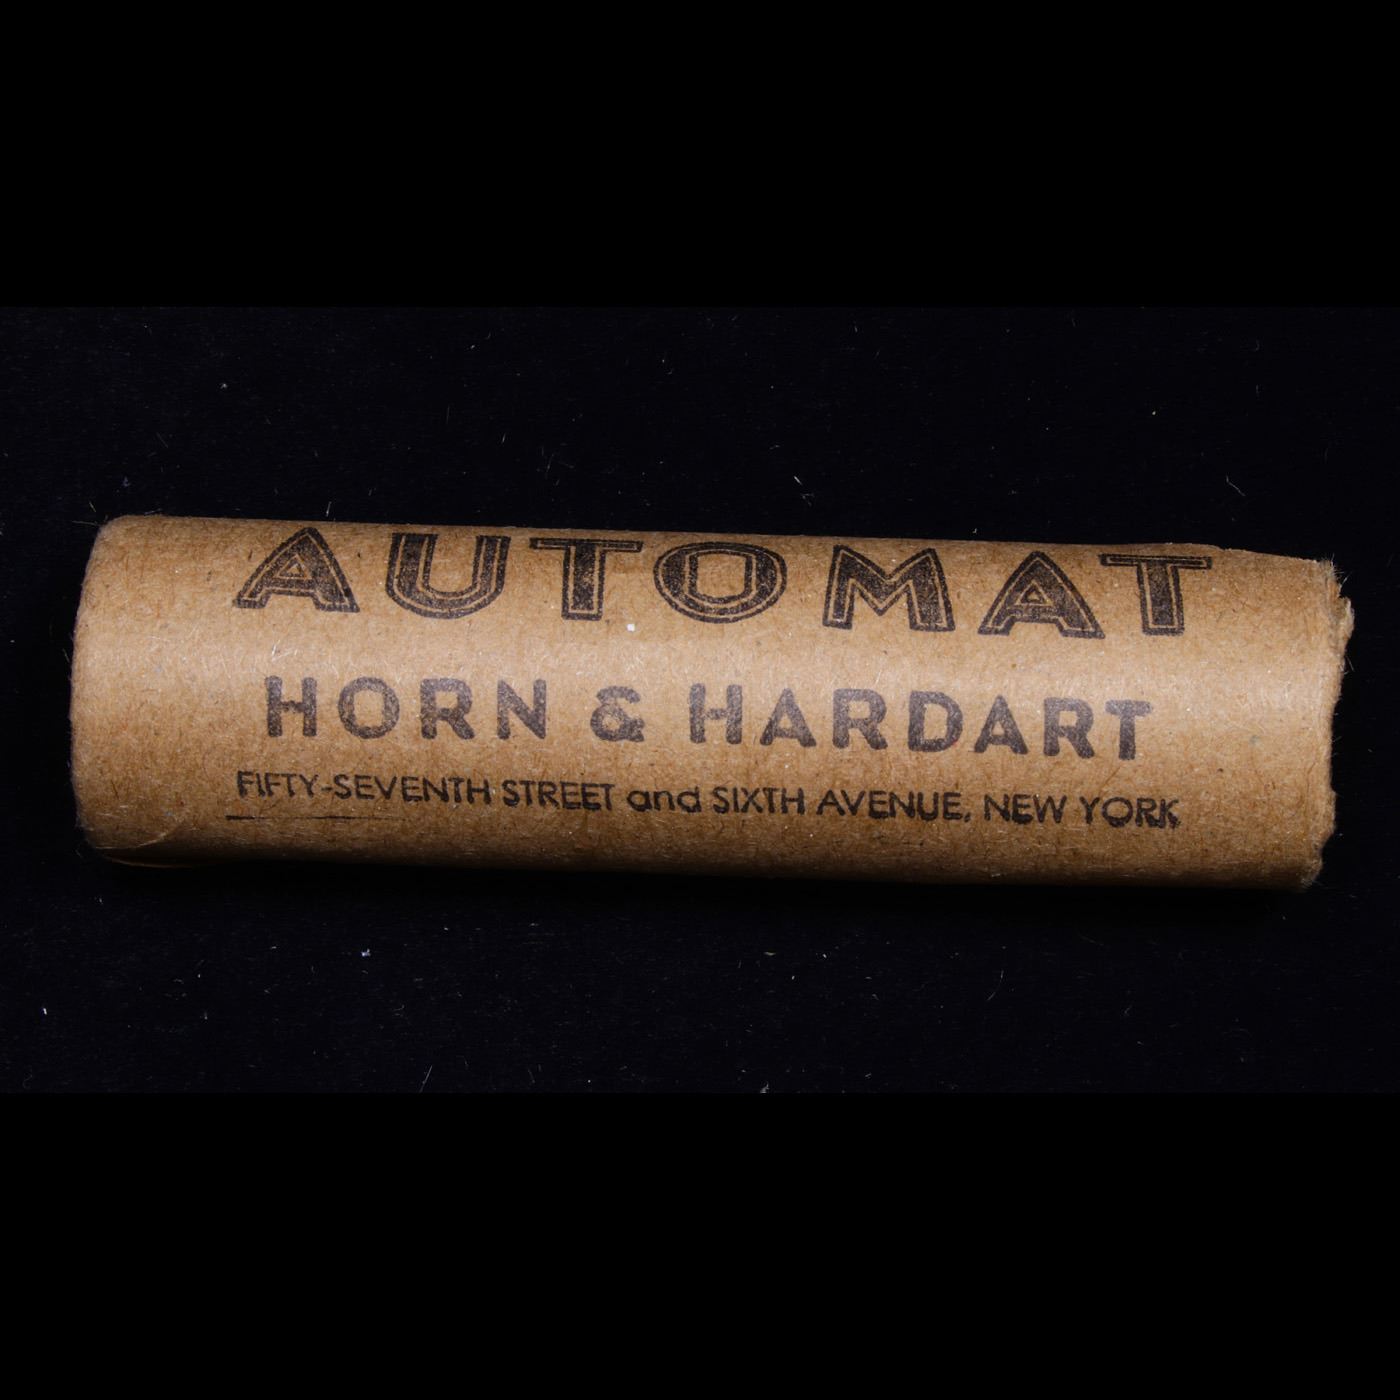 AUTOMAT
HORN & HARDART
FIFTY-SEVENTH STREET and SIXTH AVENUE, NEW YORK